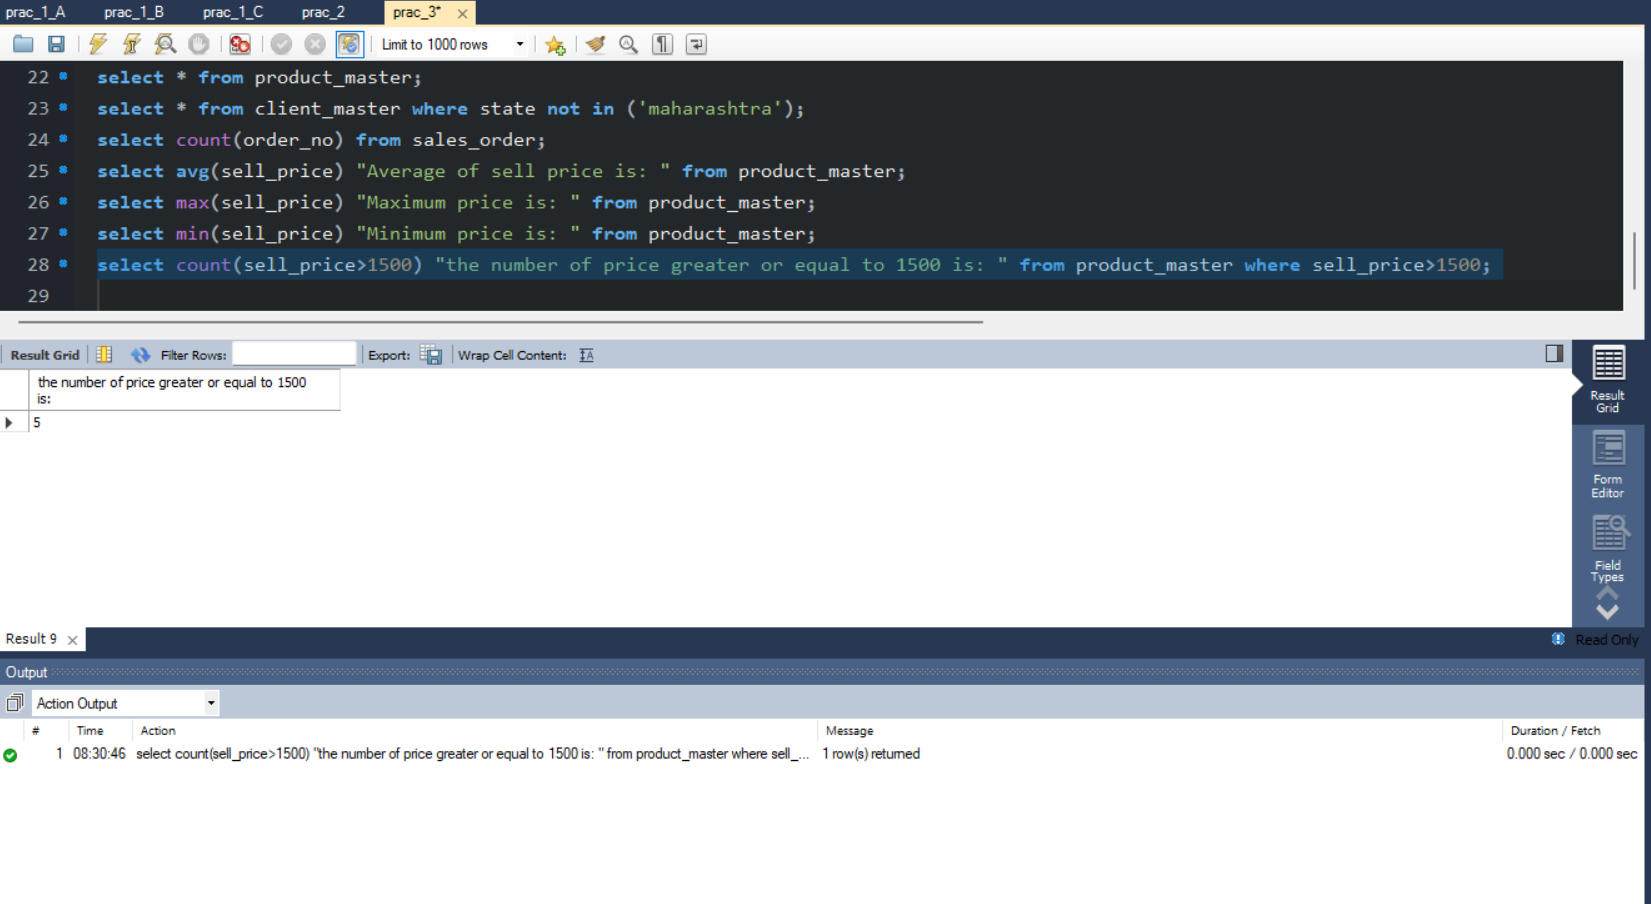 prac_1_A prac_1_B prac_1_C prac_2 prac_3*
Limit to 1000 rows
22 select * from product_master;
23 select * from client_master where state not in ('maharashtra');
24 select count(order_no) from sales_order;
25 select avg(sell_price) "Average of sell price is: " from product_master;
26 select max(sell_price) "Maximum price is: " from product_master;
27 select min(sell_price) "Minimum price is: " from product_master;
28 select count(sell_price>1500) "the number of price greater or equal to 1500 is: " from product_master where sell_price>1500;
29
Result Grid Filter Rows: Export: Wrap Cell Content:
the number of price greater or equal to 1500
is:
5
Result
Grid
Form
Editor
Field
Types
Result 9 Read Only
Output
Action Output
# Time Action Message Duration / Fetch
1 08:30:46 select count(sell_price>1500) "the number of price greater or equal to 1500 is: " from product_master where sell_... 1 row(s) returned 0.000 sec / 0.000 sec